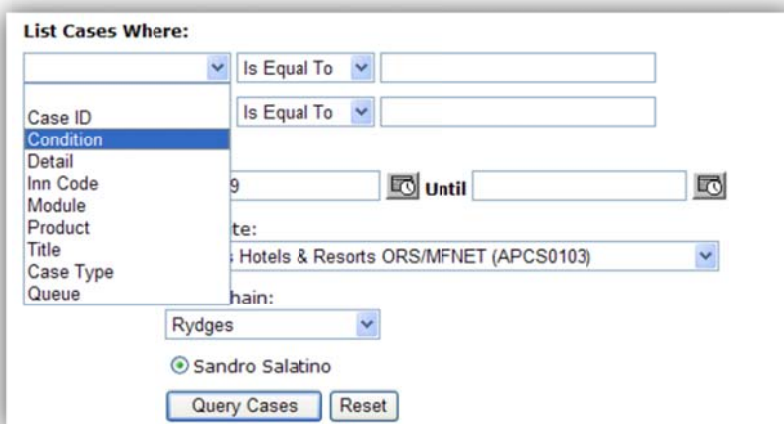 List Cases Where:
Is Equal To
Case ID
Is Equal To
Condition
Detail
Inn Code
9 Until
Module
Product
te:
Title
s Hotels & Resorts ORS/MFNET (APCS0103)
Case Type
Queue
hain:
Rydges
Sandro Salatino
Query Cases Reset